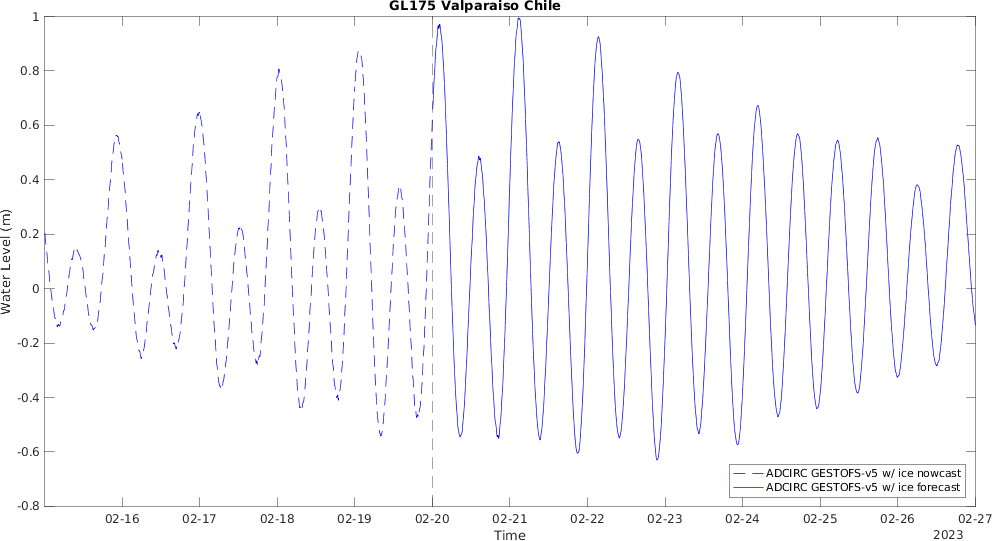 GL175 Valparaiso Chile
Water Level (m)
1
0.8
0.6
0.4
0.2
0
-0.2
-0.4
-0.6
-0.8
ADCIRC GESTOFS-v5 w/ ice nowcast
ADCIRC GESTOFS-v5 w/ ice forecast
02-16 02-17 02-18 02-19 02-20 02-21 02-22 02-23 02-24 02-25 02-26 02-27
Time
2023